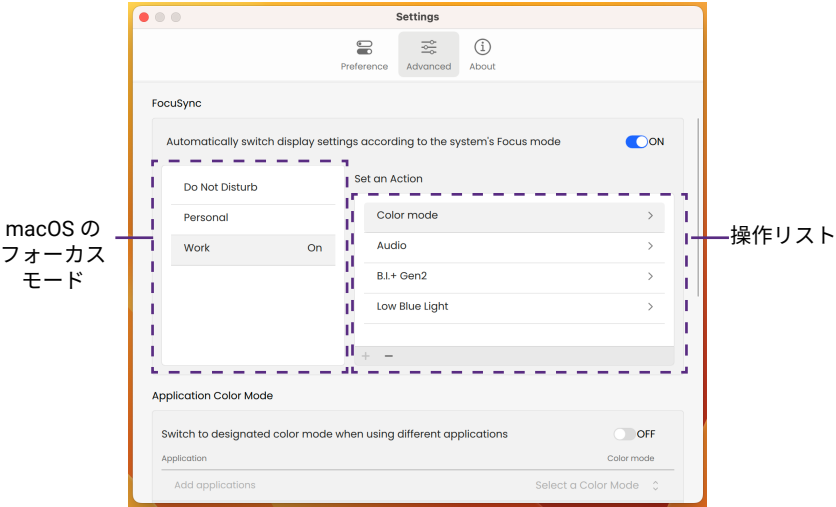 Settings
Preference
Advanced
About
FocuSync
Automatically switch display settings according to the system's Focus mode
ON
Do Not Disturb
Personal
Work On
Set an Action
Color mode
Audio
B.I.+ Gen2
Low Blue Light
macOS の
フォーカス
モード
操作リスト
Application Color Mode
Switch to designated color mode when using different applications
OFF
Application Color mode
Add applications Select a Color Mode